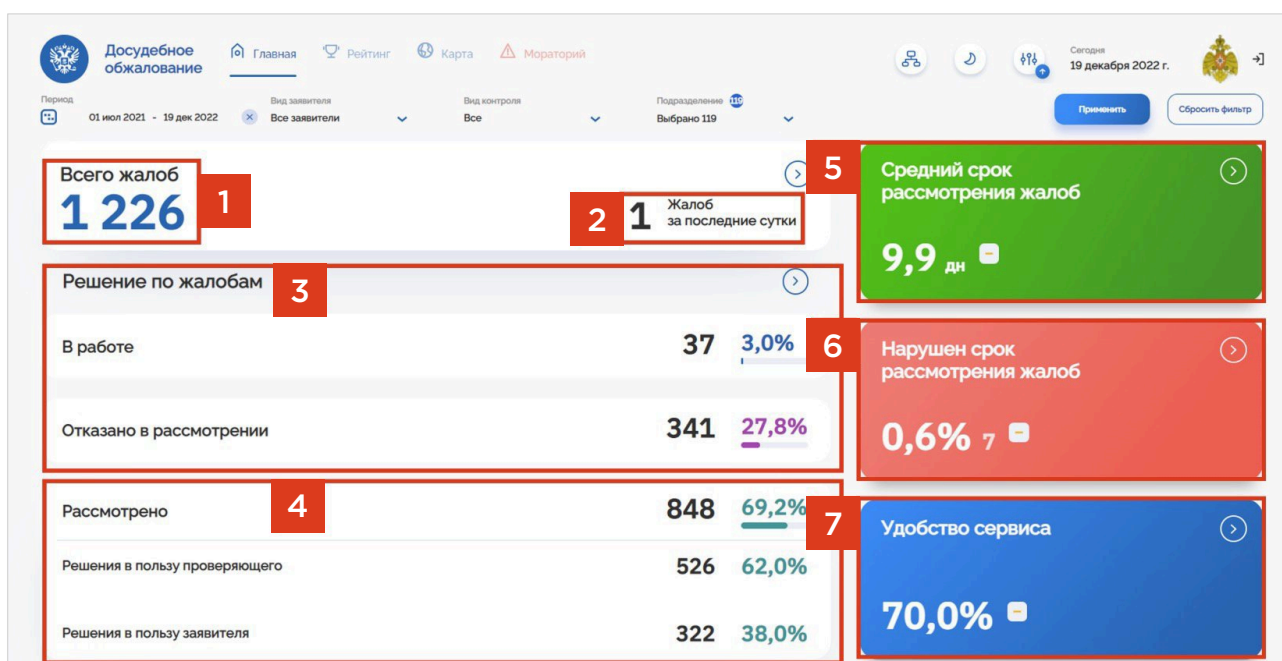 Досудебное
обжалование
Главная
Рейтинг
Карта
Мораторий
Сегодня
19 декабря 2022 г.
Период
01 июл 2021 - 19 дек 2022
Вид заявителя
Все заявители
Вид контроля
Все
Подразделение 119
Выбрано 119
Применить
Сбросить фильтр
Всего жалоб
1 226
1
2
1
Жалоб
за последние сутки
Решение по жалобам
3
В работе
37 3,0%
Отказано в рассмотрении
341 27,8%
4
Рассмотрено
848 69,2%
Решения в пользу проверяющего
526 62,0%
Решения в пользу заявителя
322 38,0%
5
Средний срок
рассмотрения жалоб
9,9 дн
6
Нарушен срок
рассмотрения жалоб
0,6% 7
7
Удобство сервиса
70,0%